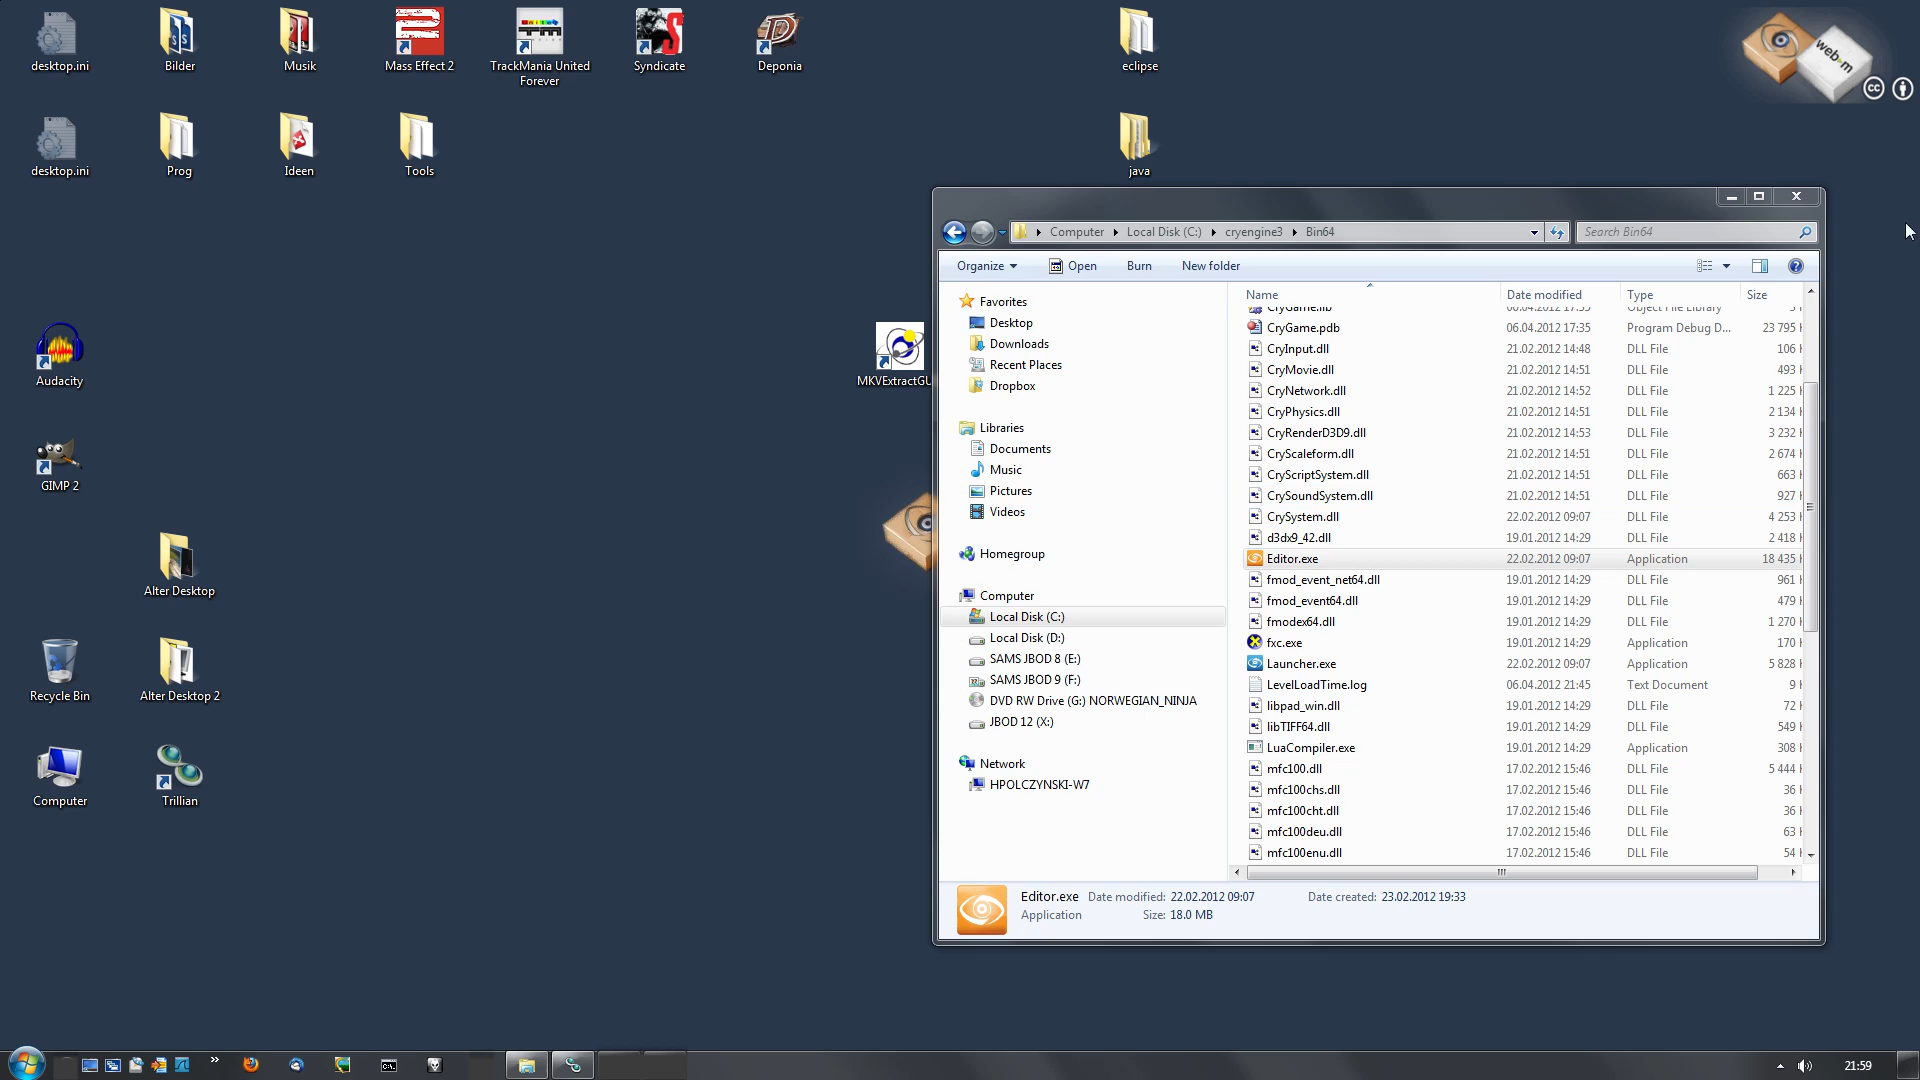 desktop.ini
Bilder
Musik
Mass Effect 2
TrackMania United
Forever
Syndicate
Deponia
eclipse
web m
cc
desktop.ini
Prog
Ideen
Tools
java
Audacity
MKVExtractGU
GIMP 2
Alter Desktop
Recycle Bin
Alter Desktop 2
Computer
Trillian
Computer
Local Disk (C:)
cryengine3
Bin64
Search Bin64
Organize
Open
Burn
New folder
Favorites
Desktop
Downloads
Recent Places
Dropbox
Libraries
Documents
Music
Pictures
Videos
Homegroup
Computer
Local Disk (C:)
Local Disk (D:)
SAMS JBOD 8 (E:)
SAMS JBOD 9 (F:)
DVD RW Drive (G:) NORWEGIAN_NINJA
JBOD 12 (X:)
Network
HPOLCZYNSKI-W7
Name Date modified Type Size
CryGame.lib 06.04.2012 17:35 Object File Library
CryGame.pdb 06.04.2012 17:35 Program Debug D... 23 795
CryInput.dll 21.02.2012 14:48 DLL File 106
CryMovie.dll 21.02.2012 14:51 DLL File 493
CryNetwork.dll 21.02.2012 14:52 DLL File 1 225
CryPhysics.dll 21.02.2012 14:51 DLL File 2 134
CryRenderD3D9.dll 21.02.2012 14:53 DLL File 3 232
CryScaleform.dll 21.02.2012 14:51 DLL File 2 674
CryScriptSystem.dll 21.02.2012 14:51 DLL File 663
CrySoundSystem.dll 21.02.2012 14:51 DLL File 927
CrySystem.dll 22.02.2012 09:07 DLL File 4 253
d3dx9_42.dll 19.01.2012 14:29 DLL File 2 418
Editor.exe 22.02.2012 09:07 Application 18 435
fmod_event_net64.dll 19.01.2012 14:29 DLL File 961
fmod_event64.dll 19.01.2012 14:29 DLL File 479
fmodex64.dll 19.01.2012 14:29 DLL File 1 270
fxc.exe 19.01.2012 14:29 Application 170
Launcher.exe 22.02.2012 09:07 Application 5 828
LevelLoadTime.log 06.04.2012 21:45 Text Document 9
libpad_win.dll 19.01.2012 14:29 DLL File 72
libTIFF64.dll 19.01.2012 14:29 DLL File 549
LuaCompiler.exe 19.01.2012 14:29 Application 308
mfc100.dll 17.02.2012 15:46 DLL File 5 444
mfc100chs.dll 17.02.2012 15:46 DLL File 36
mfc100cht.dll 17.02.2012 15:46 DLL File 36
mfc100deu.dll 17.02.2012 15:46 DLL File 63
mfc100enu.dll 17.02.2012 15:46 DLL File 54
Editor.exe Date modified: 22.02.2012 09:07 Date created: 23.02.2012 19:33
Application Size: 18.0 MB
21:59